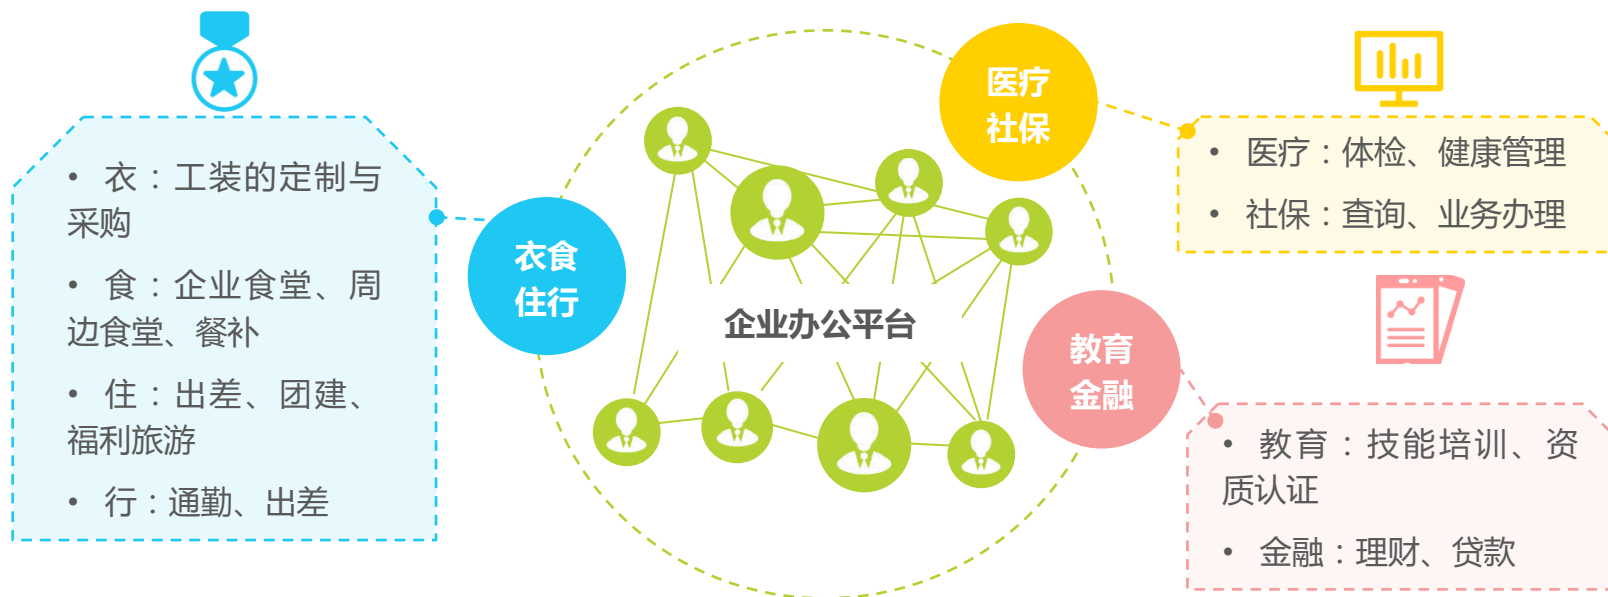 • 衣：工装的定制与
采购
• 食：企业食堂、周
边食堂、餐补
• 住：出差、团建、
福利旅游
• 行：通勤、出差
衣食
住行
企业办公平台
医疗
社保
教育
金融
• 医疗：体检、健康管理
• 社保：查询、业务办理
• 教育：技能培训、资
质认证
• 金融：理财、贷款